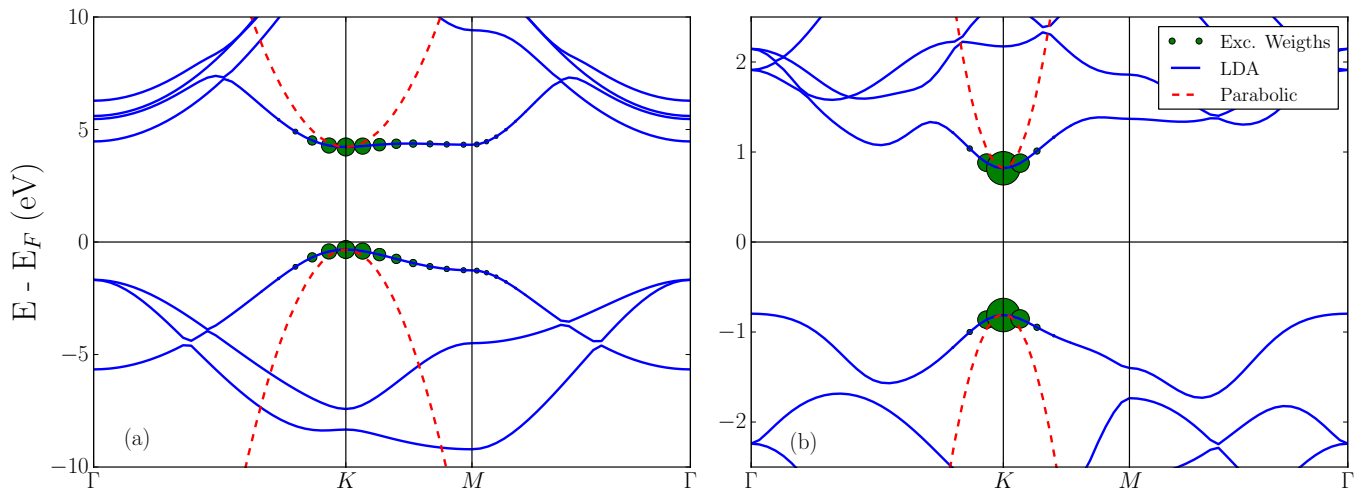 E - E_F (eV)
10
5
0
−5
−10
(a)
Γ
K
M
Γ
2
1
0
−1
−2
(b)
Γ
K
M
Γ
Exc. Weigths
LDA
Parabolic